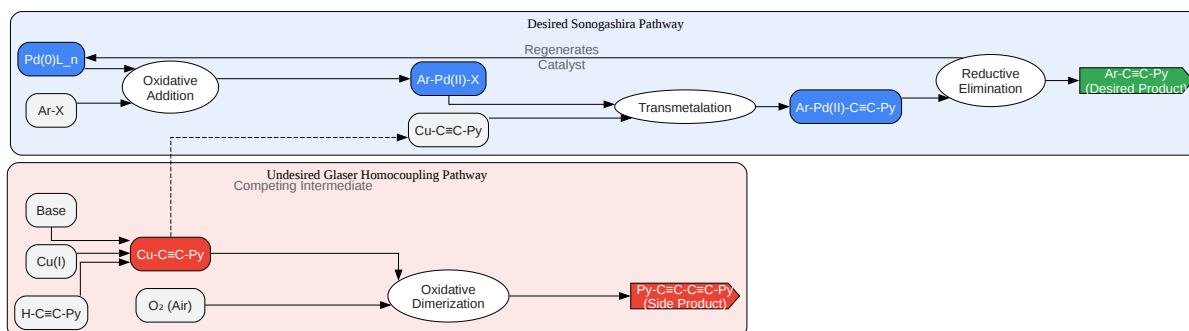 Desired Sonogashira Pathway
Pd(0)L_n
Regenerates
Catalyst
Oxidative
Addition
Ar-X
Ar-Pd(II)-X
Cu-C≡C-Py
Transmetalation
Ar-Pd(II)-C≡C-Py
Reductive
Elimination
Ar-C≡C-Py
(Desired Product)
Undesired Glaser Homocoupling Pathway
Competing Intermediate
Base
Cu(I)
H-C≡C-Py
Cu-C≡C-Py
O₂ (Air)
Oxidative
Dimerization
Py-C≡C-C≡C-Py
(Side Product)